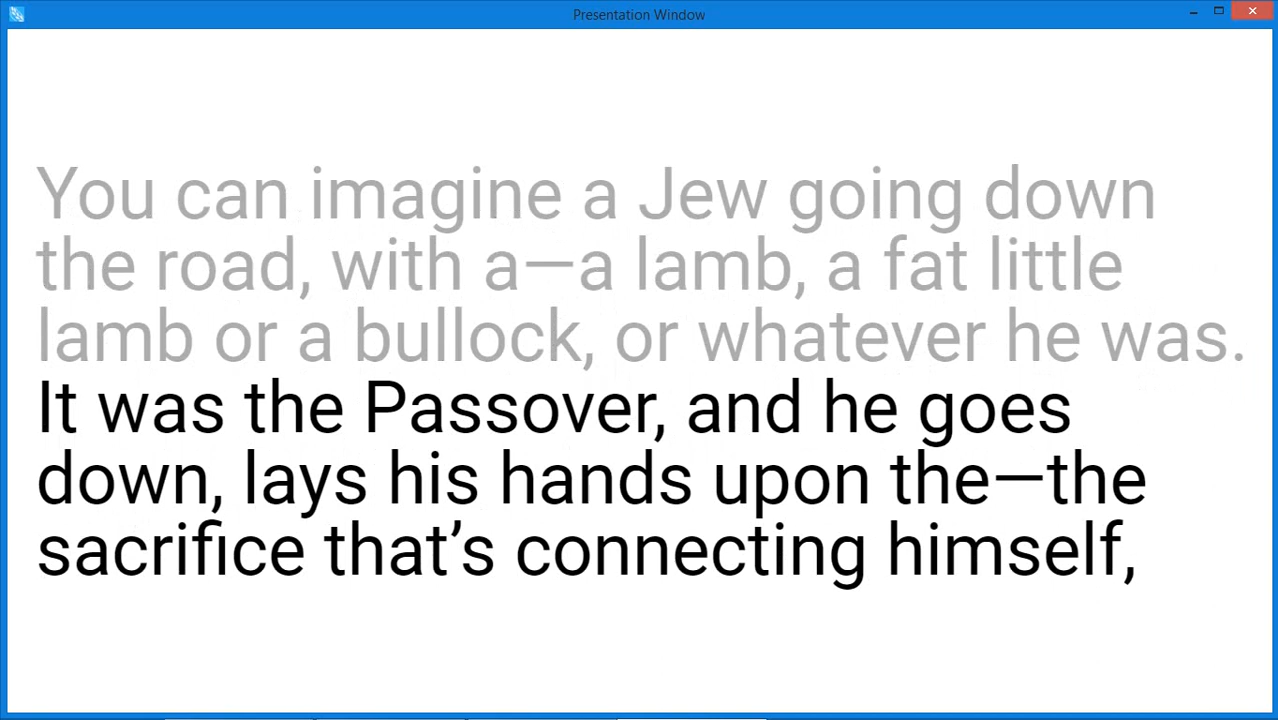 Presentation Window
You can imagine a Jew going down
the road, with a—a lamb, a fat little
lamb or a bullock, or whatever he was.
It was the Passover, and he goes
down, lays his hands upon the—the
sacrifice that’s connecting himself,